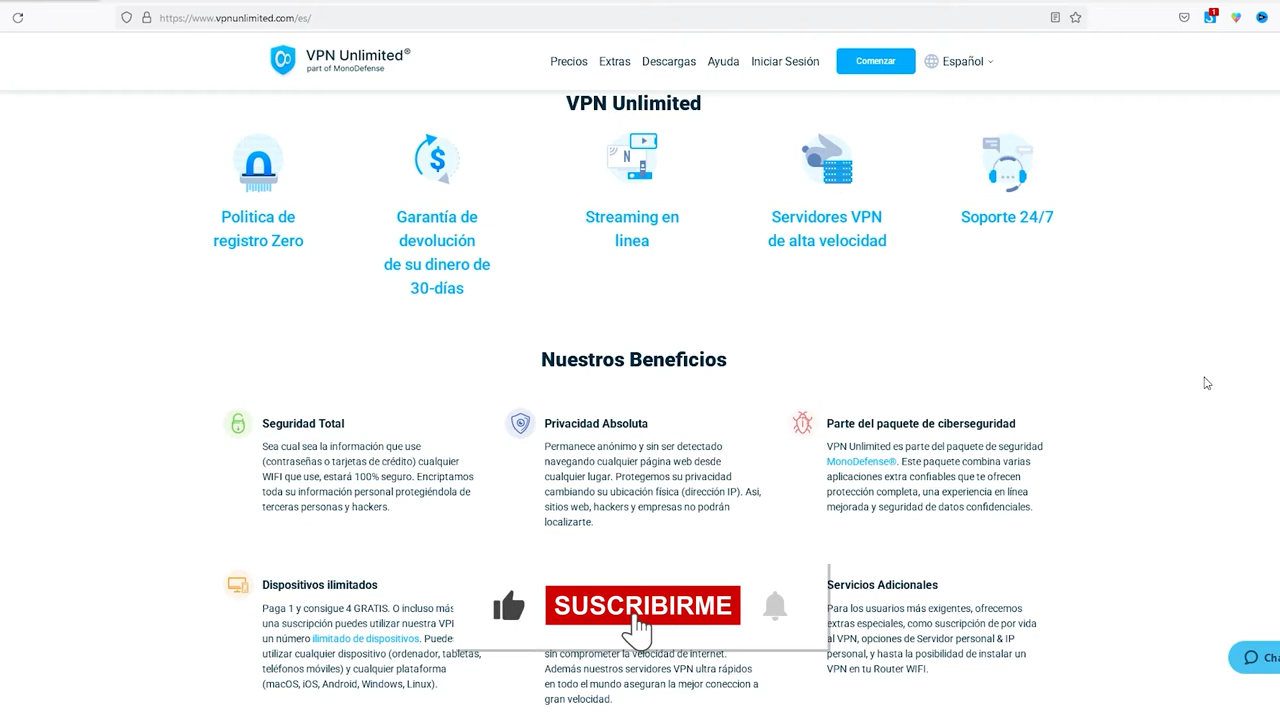 https://www.vpnunlimited.com/es/
1
VPN Unlimited®
part of MonoDefense
Precios
Extras
Descargas
Ayuda
Iniciar Sesión
Comenzar
Español
VPN Unlimited
Politica de
registro Zero
Garantía de
devolución
de su dinero de
30-días
N
Streaming en
linea
Servidores VPN
de alta velocidad
Soporte 24/7
Nuestros Beneficios
Seguridad Total
Sea cual sea la información que use
(contraseñas o tarjetas de crédito) cualquier
WIFI que use, estará 100% seguro. Encriptamos
toda su información personal protegiéndola de
terceras personas y hackers.
Privacidad Absoluta
Permanece anónimo y sin ser detectado
navegando cualquier página web desde
cualquier lugar. Protegemos su privacidad
cambiando su ubicación física (dirección IP). Asi,
sitios web, hackers y empresas no podrán
localizarte.
Parte del paquete de ciberseguridad
VPN Unlimited es parte del paquete de seguridad
MonoDefense®. Este paquete combina varias
aplicaciones extra confiables que te ofrecen
protección completa, una experiencia en línea
mejorada y seguridad de datos confidenciales.
Dispositivos ilimitados
Paga 1 y consigue 4 GRATIS. O incluso más
una suscripción puedes utilizar nuestra
un número ilimitado de dispositivos.
utilizar cualquier dispositivo (ordenador, tabletas,
teléfonos móviles) y cualquier plataforma
(macOS, iOS, Android, Windows, Linux).
SUSCRIBIRME
sin comprometer la velocidad de internet.
Además nuestros servidores VPN ultra rápidos
en todo el mundo aseguran la mejor coneccion a
gran velocidad.
Servicios Adicionales
Para los usuarios más exigentes, ofrecemos
extras especiales, como suscripción de por vida
al VPN, opciones de Servidor personal & IP
personal, y hasta la posibilidad de instalar un
VPN en tu Router WIFI.